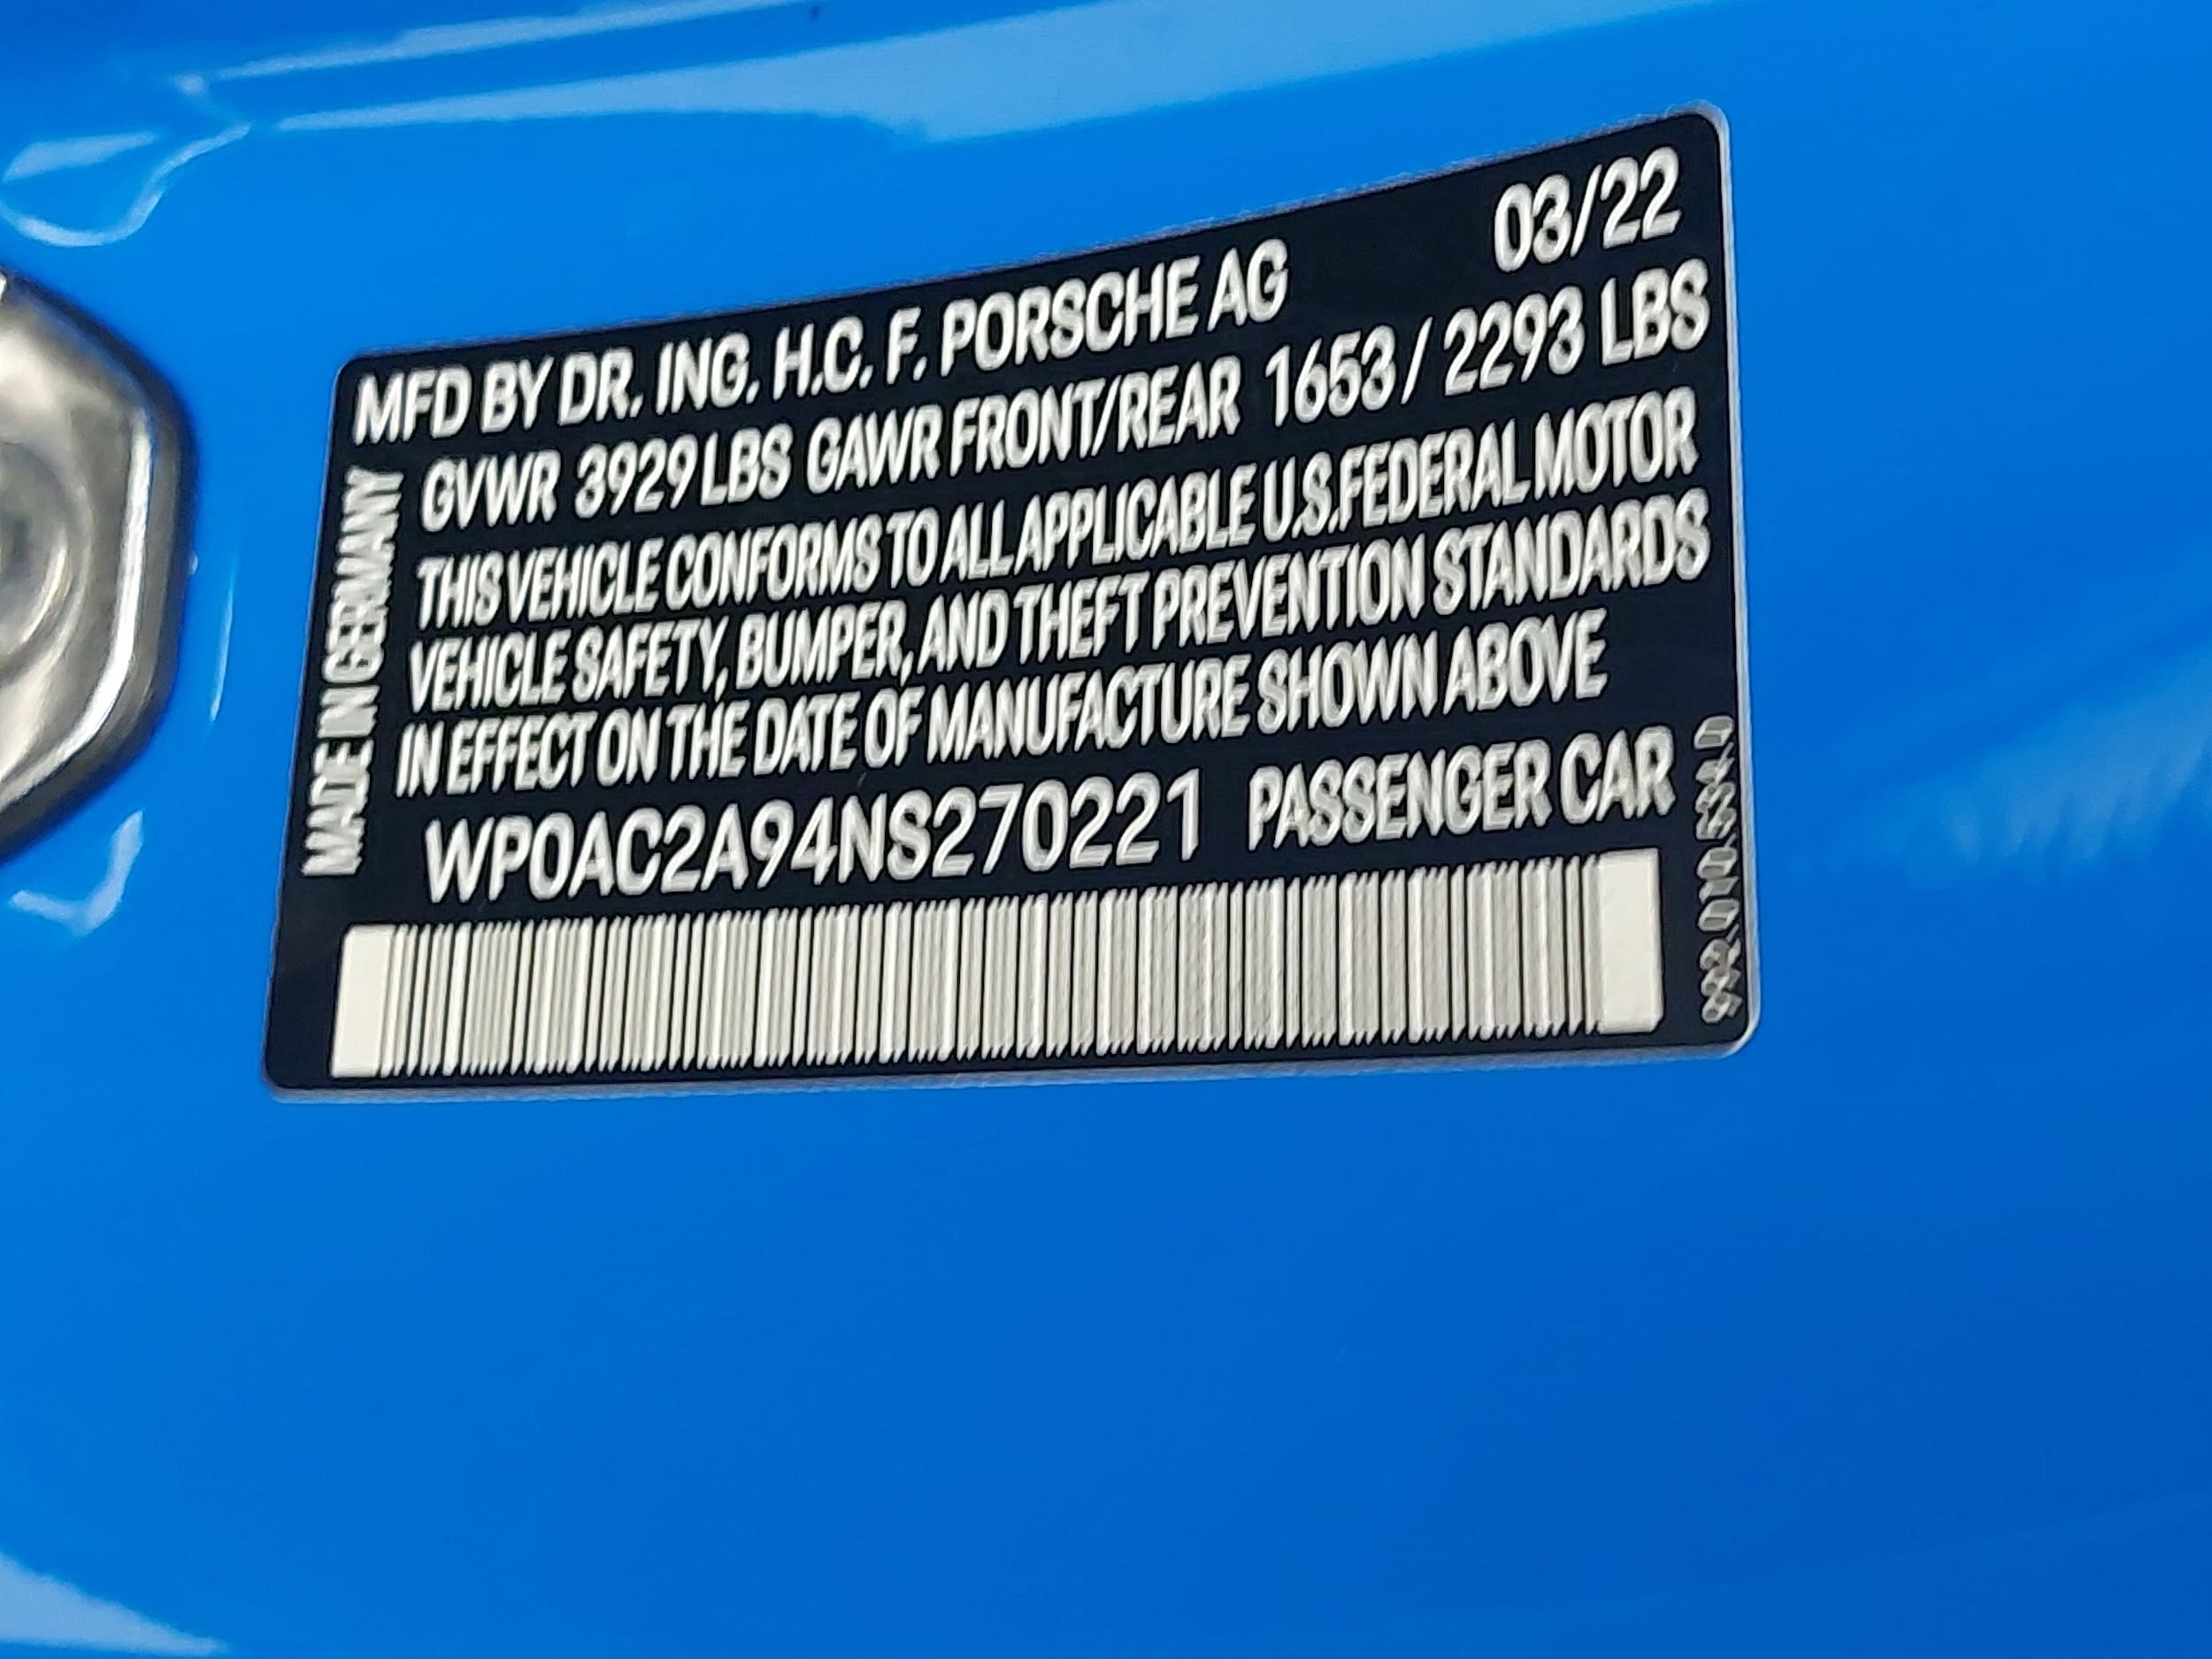 MFD BY DR. ING. H.C. F. PORSCHE AG 03/22
GVWR 3929 LBS GAWR FRONT/REAR 1653 / 2293 LBS
THIS VEHICLE CONFORMS TO ALL APPLICABLE U.S. FEDERAL MOTOR
VEHICLE SAFETY, BUMPER, AND THEFT PREVENTION STANDARDS
IN EFFECT ON THE DATE OF MANUFACTURE SHOWN ABOVE
WP0AC2A94NS270221 PASSENGER CAR
MADE IN GERMANY